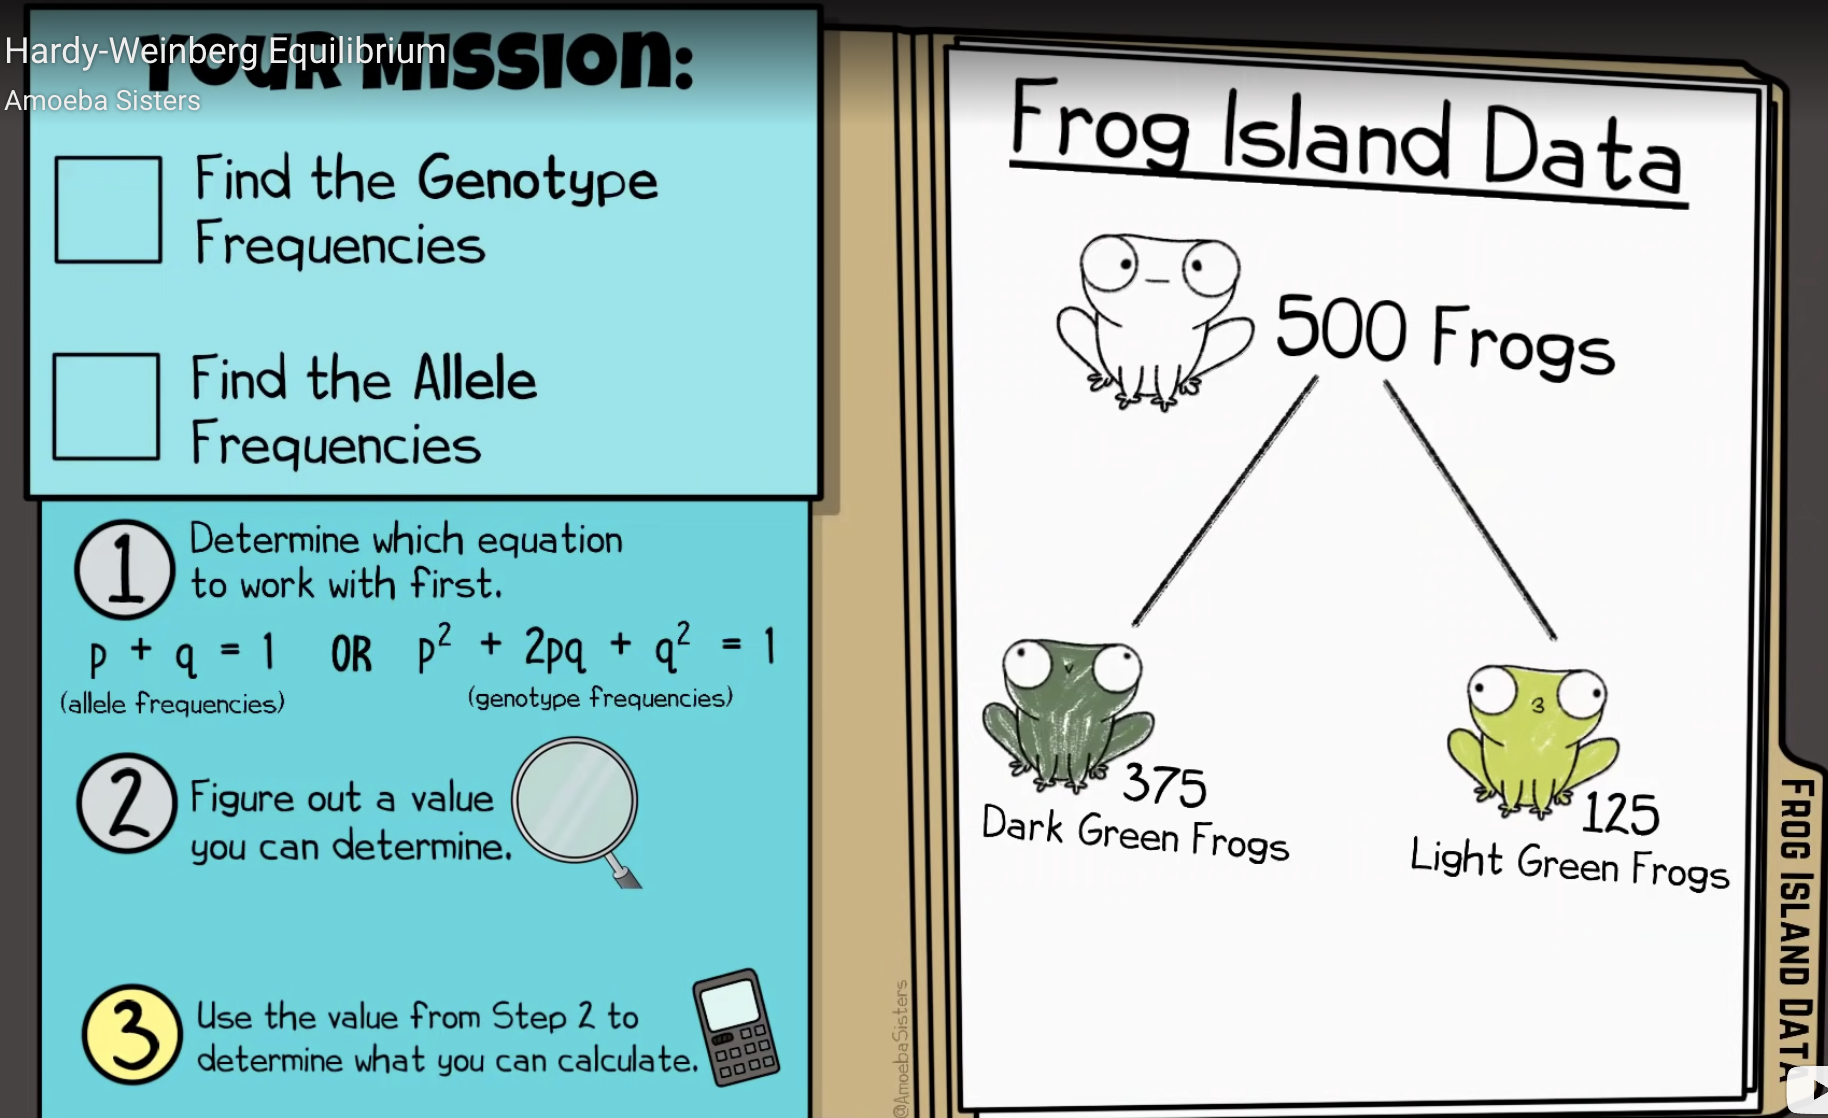 Hardy-Weinberg Equilibrium
YOUR MISSION:
Amoeba Sisters
Find the Genotype
Frequencies
Find the Allele
Frequencies
1 Determine which equation
to work with first.
p + q = 1 OR p² + 2pq + q² = 1
(allele frequencies) (genotype frequencies)
2 Figure out a value
you can determine.
3 Use the value from Step 2 to
determine what you can calculate.
@AmoebaSisters
Frog Island Data
500 Frogs
375
Dark Green Frogs
125
Light Green Frogs
FROG ISLAND DATA